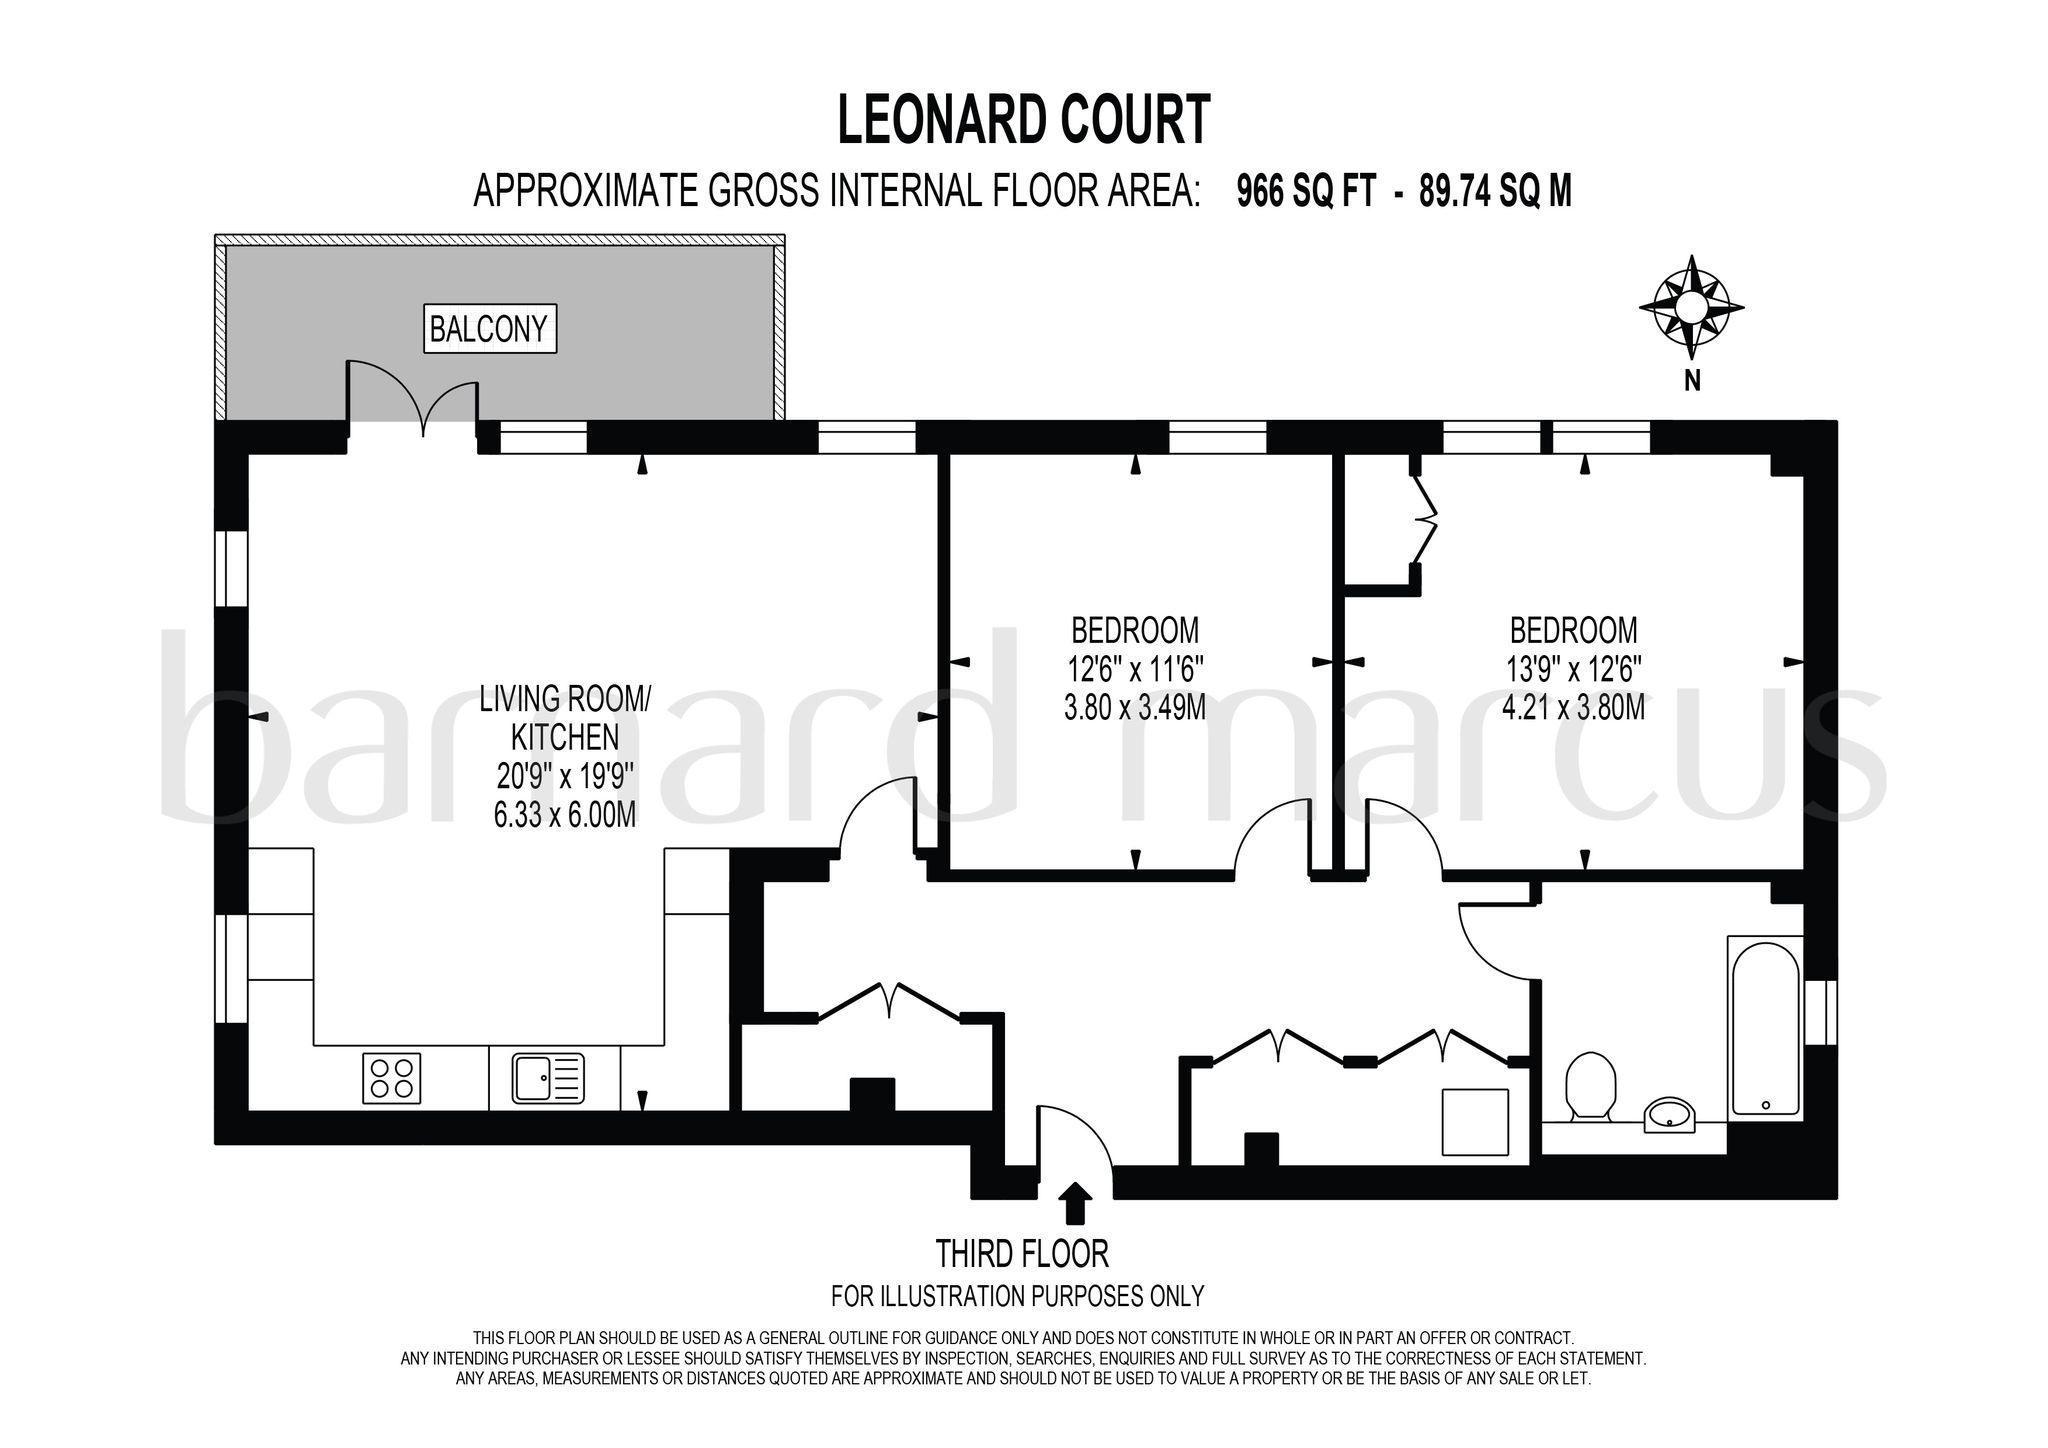 LEONARD COURT
APPROXIMATE GROSS INTERNAL FLOOR AREA: 966 SQ FT - 89.74 SQ M
BALCONY
N
BEDROOM
12'6" x 11'6"
3.80 x 3.49M
BEDROOM
13'9" x 12'6"
4.21 x 3.80M
LIVING ROOM/
KITCHEN
20'9" x 19'9"
6.33 x 6.00M
barnard marcus
THIRD FLOOR
FOR ILLUSTRATION PURPOSES ONLY
THIS FLOOR PLAN SHOULD BE USED AS A GENERAL OUTLINE FOR GUIDANCE ONLY AND DOES NOT CONSTITUTE IN WHOLE OR IN PART AN OFFER OR CONTRACT.
ANY INTENDING PURCHASER OR LESSEE SHOULD SATISFY THEMSELVES BY INSPECTION, SEARCHES, ENQUIRIES AND FULL SURVEY AS TO THE CORRECTNESS OF EACH STATEMENT.
ANY AREAS, MEASUREMENTS OR DISTANCES QUOTED ARE APPROXIMATE AND SHOULD NOT BE USED TO VALUE A PROPERTY OR BE THE BASIS OF ANY SALE OR LET.